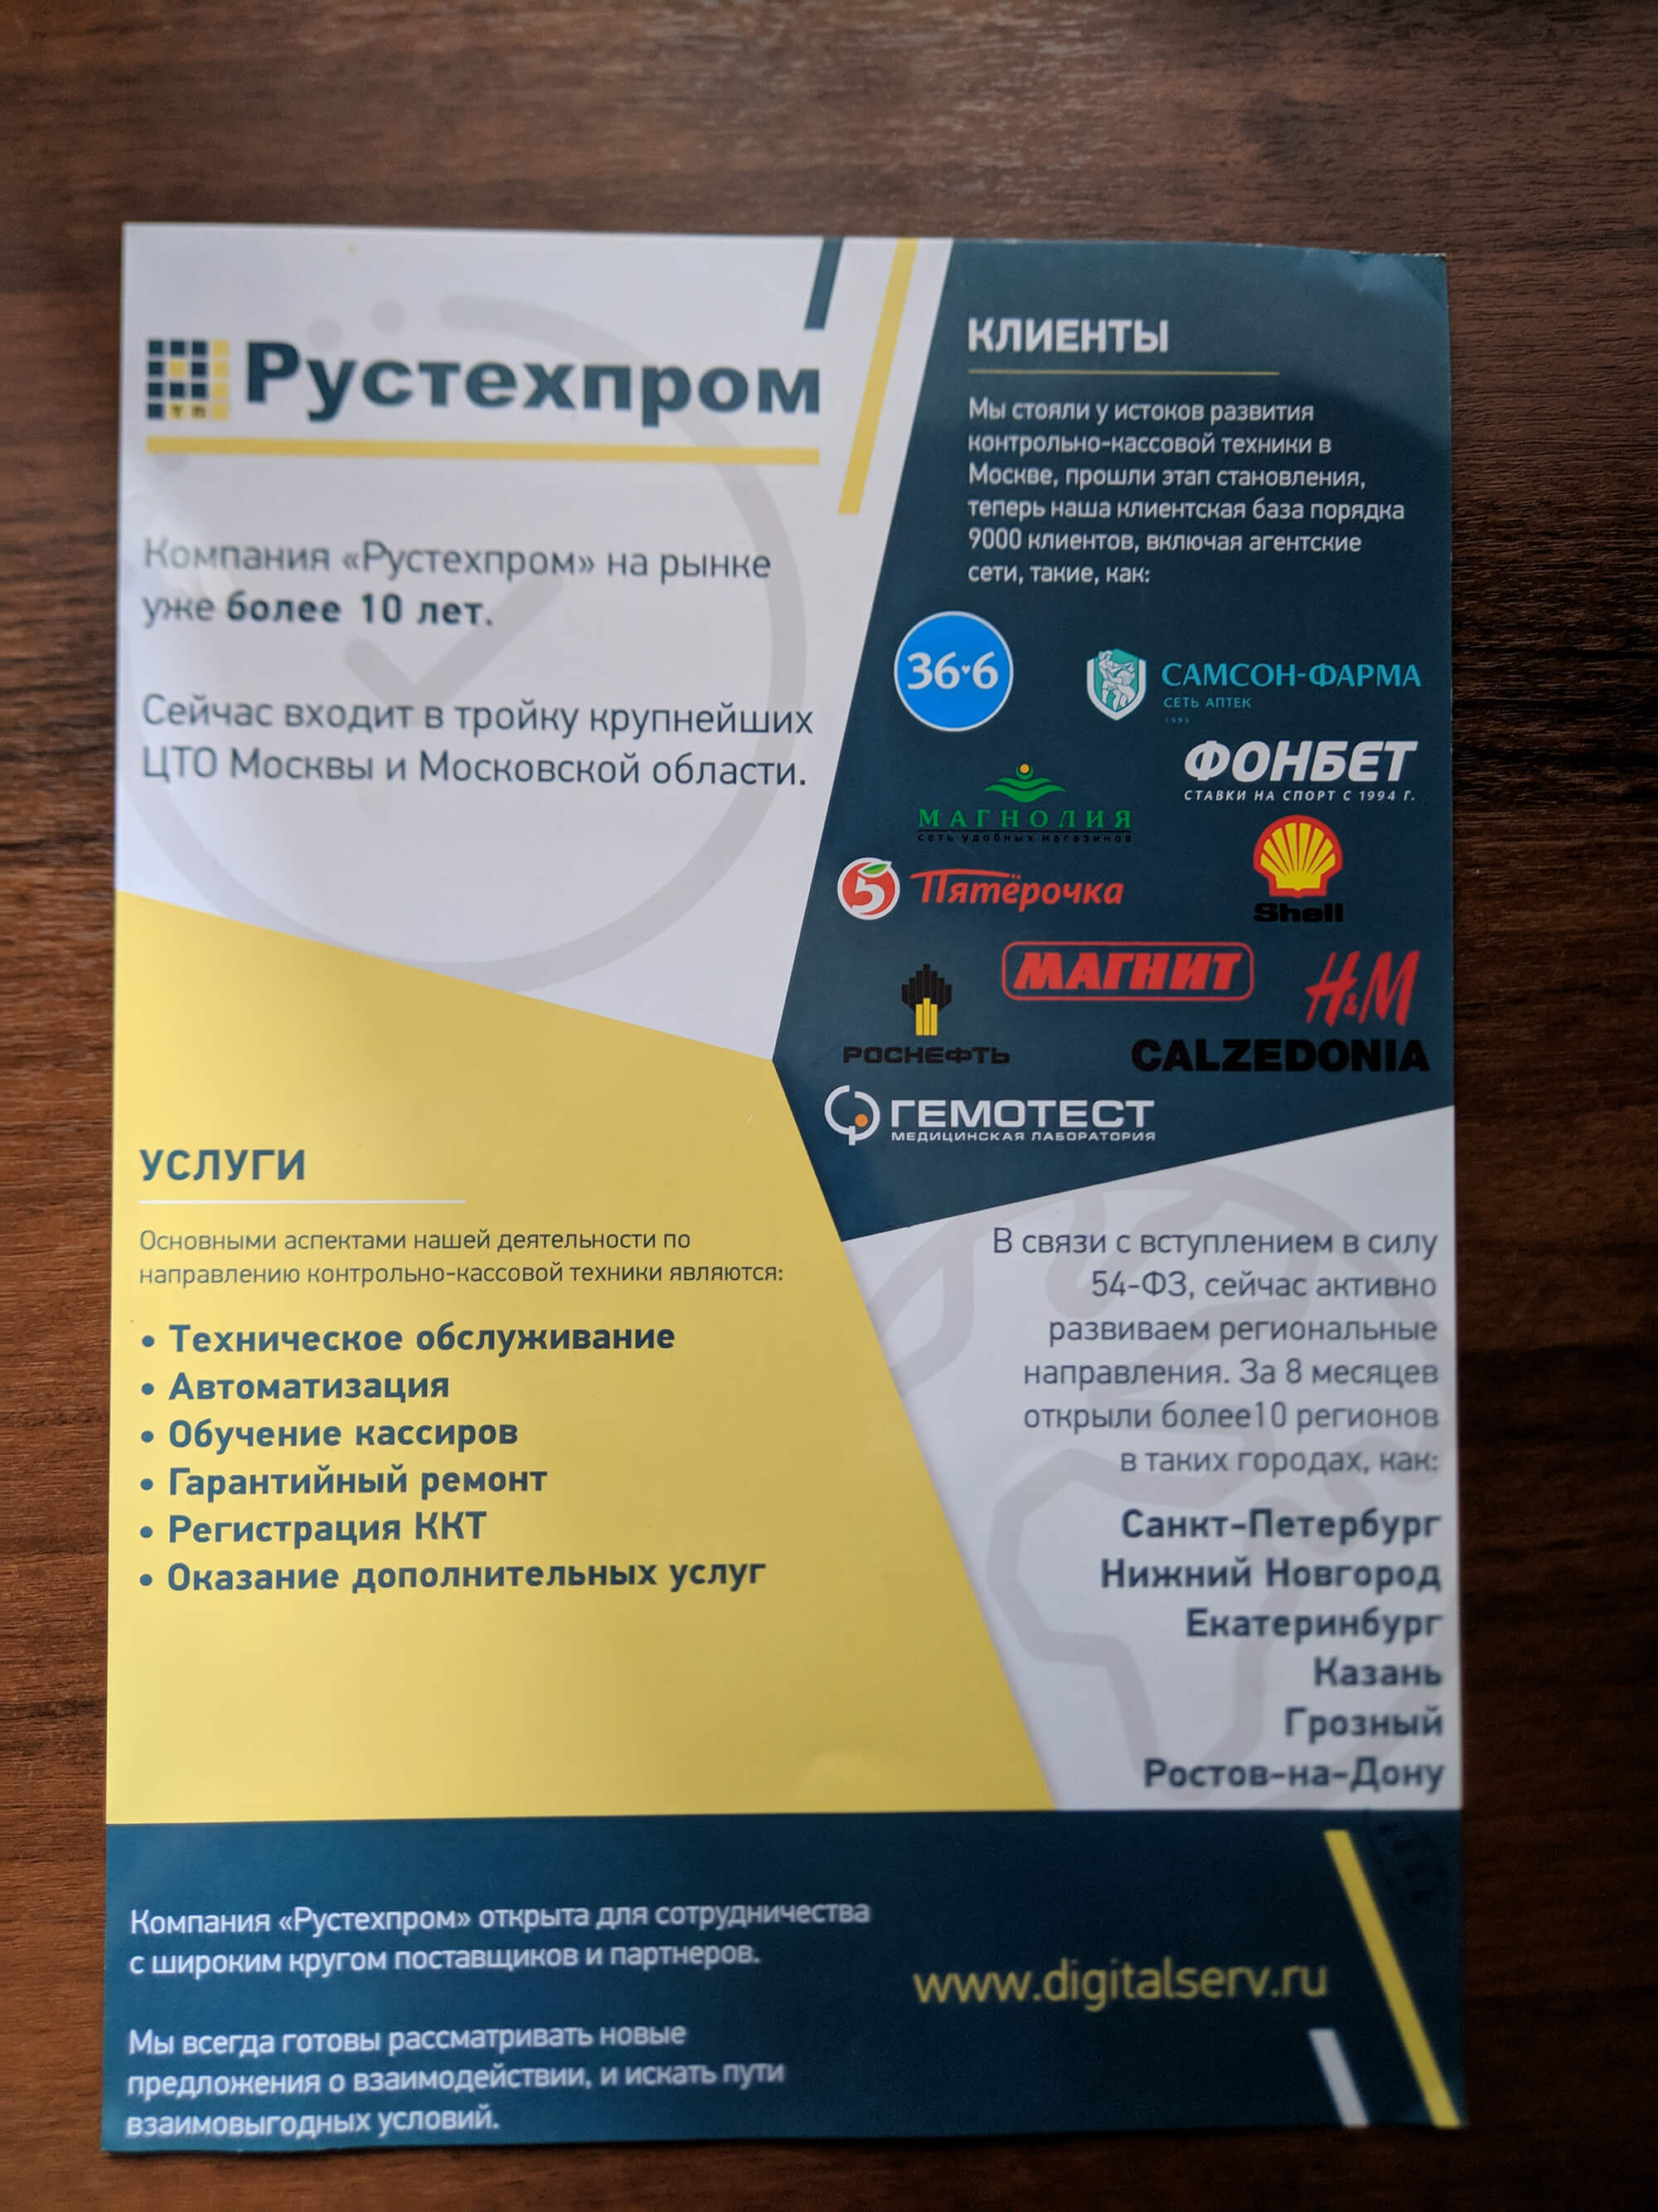 ТП
Рустехпром
Компания «Рустехпром» на рынке
уже более 10 лет.
Сейчас входит в тройку крупнейших
ЦТО Москвы и Московской области.
КЛИЕНТЫ
Мы стояли у истоков развития
контрольно-кассовой техники в
Москве, прошли этап становления,
теперь наша клиентская база порядка
9000 клиентов, включая агентские
сети, такие, как:
36•6
САМСОН-ФАРМА
СЕТЬ АПТЕК
1993
ФОНБЕТ
СТАВКИ НА СПОРТ С 1994 Г.
МАГНОЛИЯ
сеть удобных магазинов
5 Пятёрочка
Shell
МАГНИТ
H&M
РОСНЕФТЬ
CALZEDONIA
ГЕМОТЕСТ
МЕДИЦИНСКАЯ ЛАБОРАТОРИЯ
УСЛУГИ
Основными аспектами нашей деятельности по
направлению контрольно-кассовой техники являются:
• Техническое обслуживание
• Автоматизация
• Обучение кассиров
• Гарантийный ремонт
• Регистрация ККТ
• Оказание дополнительных услуг
В связи с вступлением в силу
54-ФЗ, сейчас активно
развиваем региональные
направления. За 8 месяцев
открыли более10 регионов
в таких городах, как:
Санкт-Петербург
Нижний Новгород
Екатеринбург
Казань
Грозный
Ростов-на-Дону
Компания «Рустехпром» открыта для сотрудничества
с широким кругом поставщиков и партнеров.
Мы всегда готовы рассматривать новые
предложения о взаимодействии, и искать пути
взаимовыгодных условий.
www.digitalserv.ru